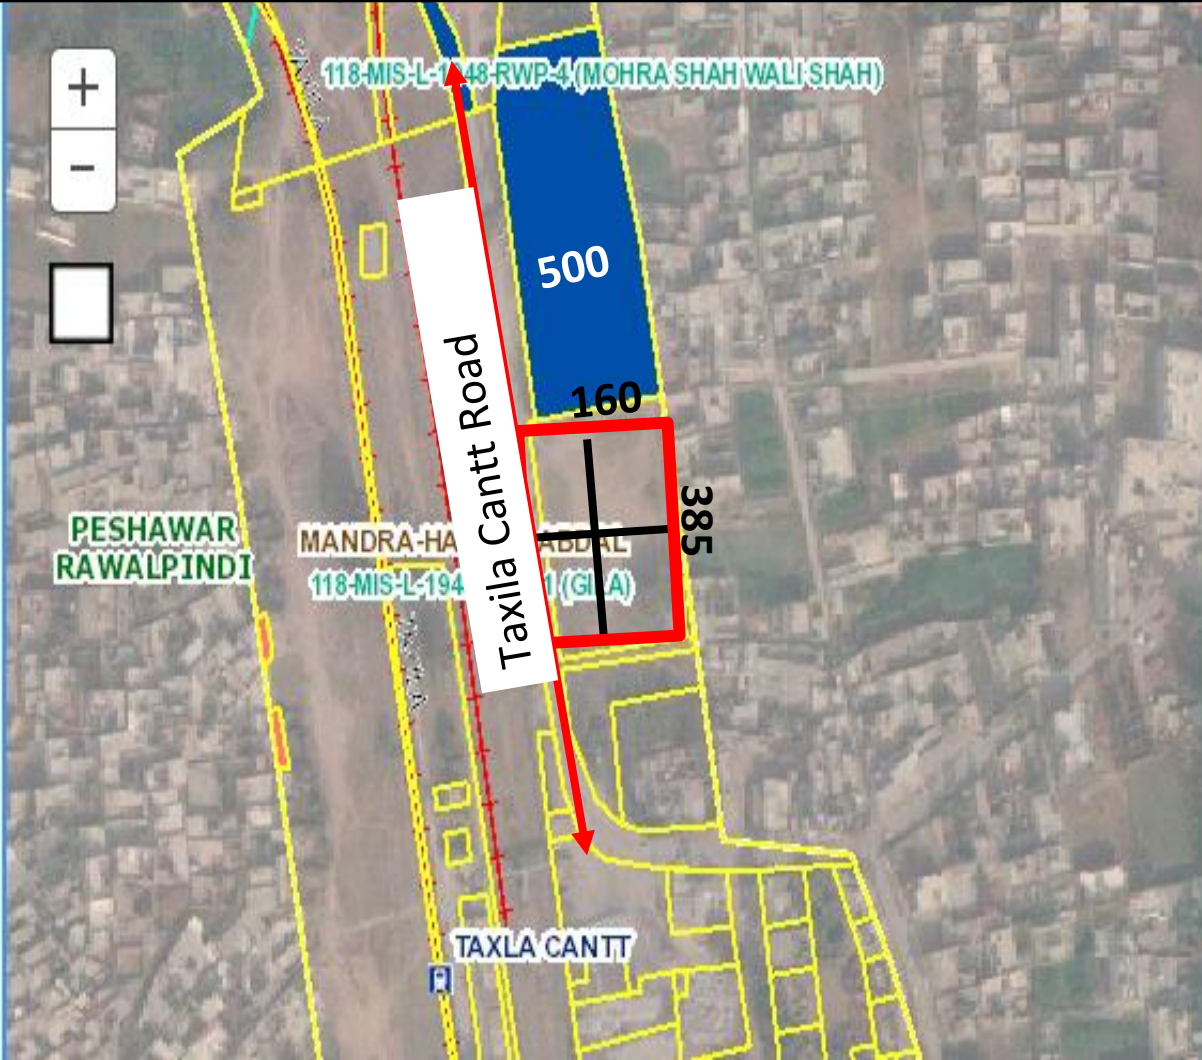 +
118-MIS-L-1948-RWP-4 (MOHRA SHAH WALI SHAH)
−
500
160
Taxila Cantt Road
385
PESHAWAR
RAWALPINDI
MANDRA-HA ABDAL
118-MIS-L-194 1 (GILA)
TAXLA CANTT